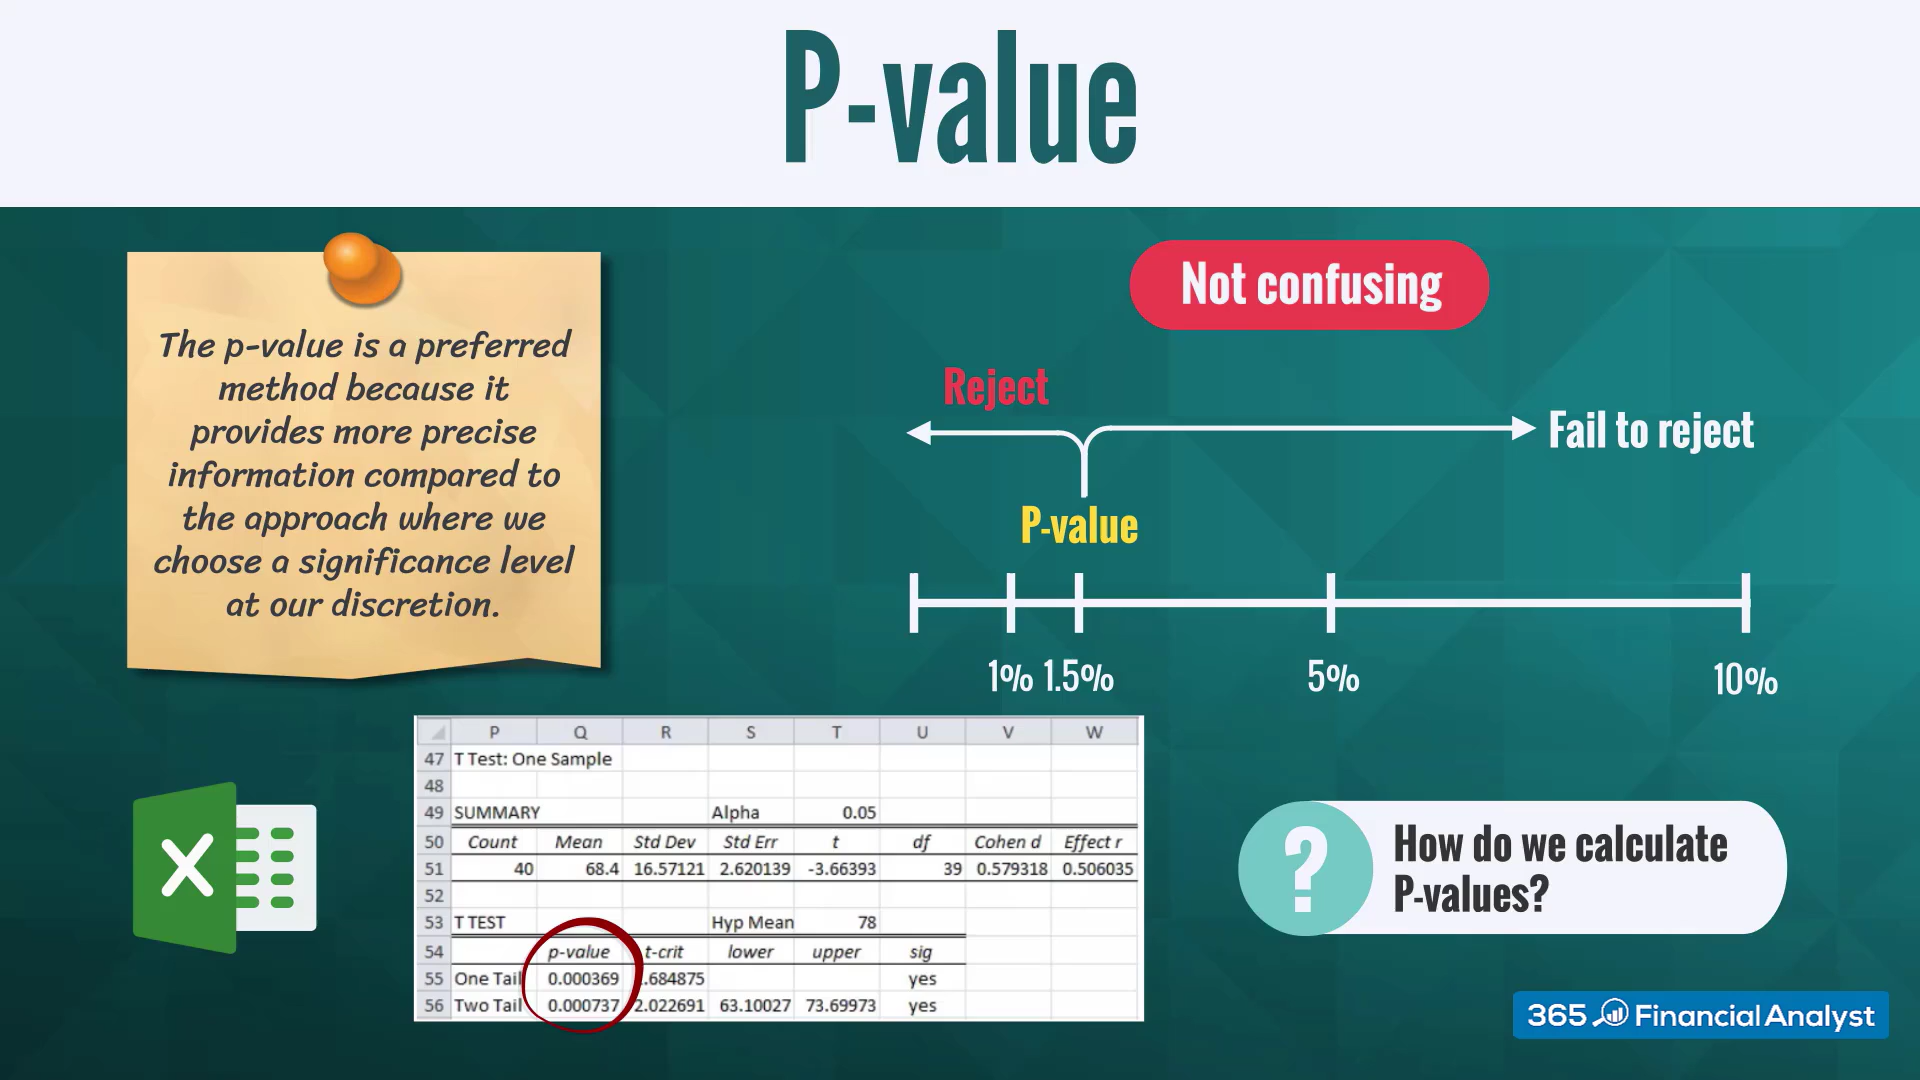 P-value
The p-value is a preferred
method because it
provides more precise
information compared to
the approach where we
choose a significance level
at our discretion.
Not confusing
Reject
Fail to reject
P-value
1% 1.5% 5% 10%
P Q R S T U V W
47 T Test: One Sample
48
49 SUMMARY Alpha 0.05
50 Count Mean Std Dev Std Err t df Cohen d Effect r
51 40 68.4 16.57121 2.620139 -3.66393 39 0.579318 0.506035
52
53 T TEST Hyp Mean 78
54 p-value t-crit lower upper sig
55 One Tail 0.000369 .684875 yes
56 Two Tail 0.000737 2.022691 63.10027 73.69973 yes
X
?
How do we calculate
P-values?
365 Financial Analyst